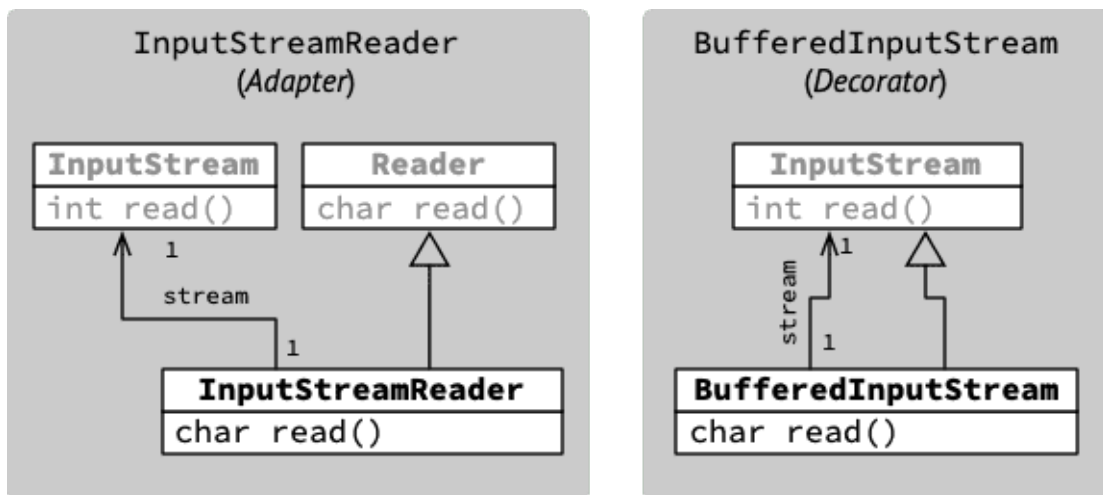 InputStreamReader
(Adapter)
InputStream
int read()
Reader
char read()
1
stream
1
InputStreamReader
char read()
BufferedInputStream
(Decorator)
InputStream
int read()
1
stream
1
BufferedInputStream
char read()